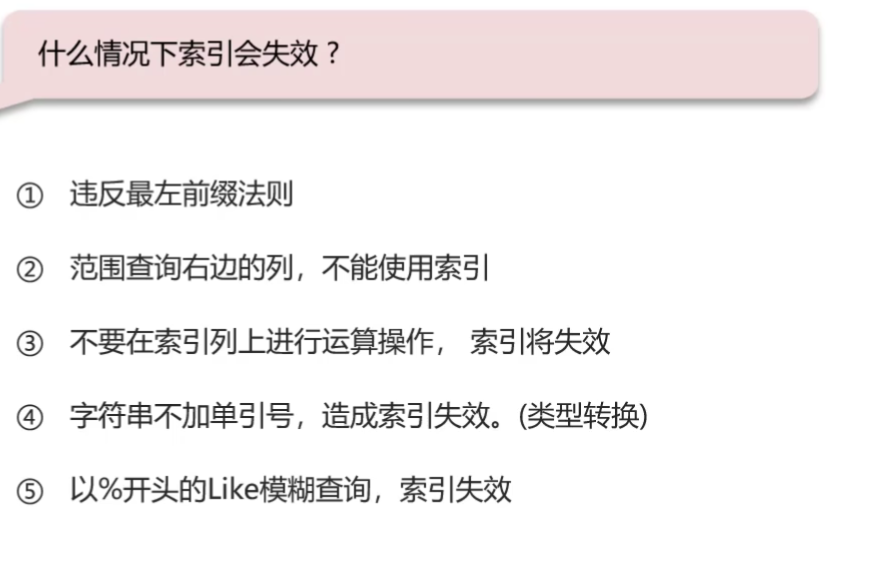 什么情况下索引会失效？
① 违反最左前缀法则
② 范围查询右边的列，不能使用索引
③ 不要在索引列上进行运算操作， 索引将失效
④ 字符串不加单引号，造成索引失效。(类型转换)
⑤ 以%开头的Like模糊查询，索引失效